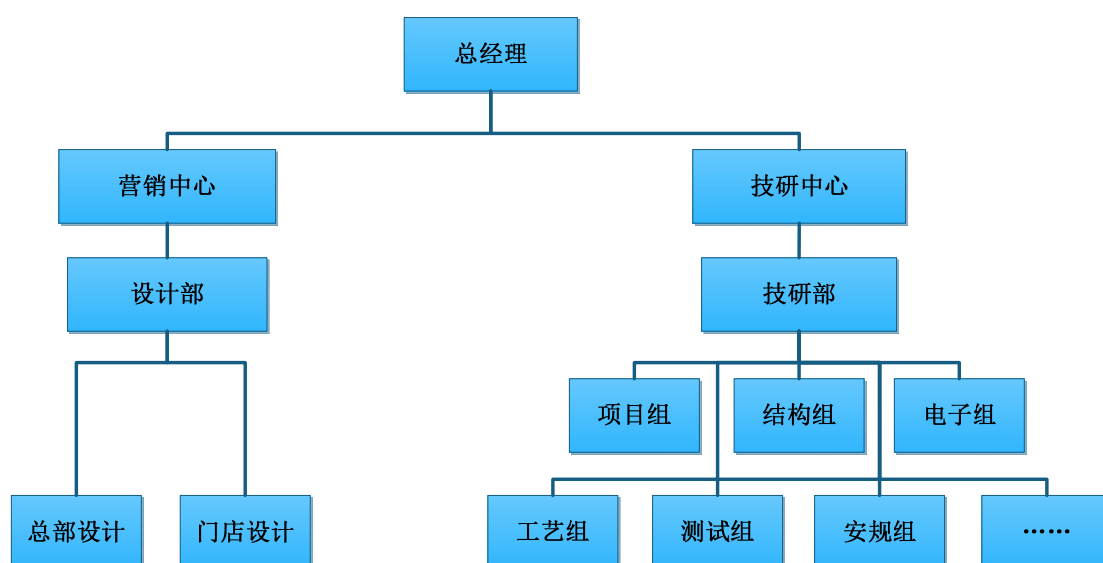 总经理
营销中心
技研中心
设计部
技研部
项目组
结构组
电子组
总部设计
门店设计
工艺组
测试组
安规组
……